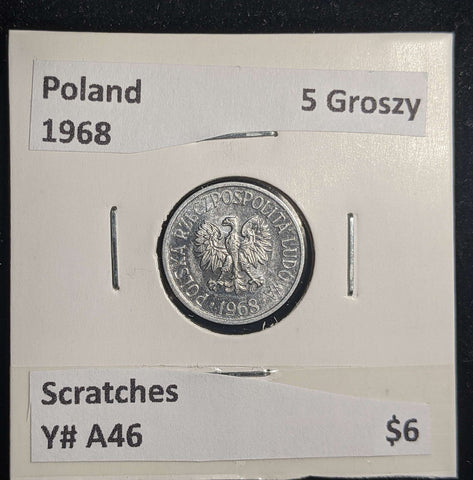 Poland 5 Groszy
1968
POLSKA RZECZPOSPOLITA LUDOWA
·1968·
Scratches
Y# A46 $6